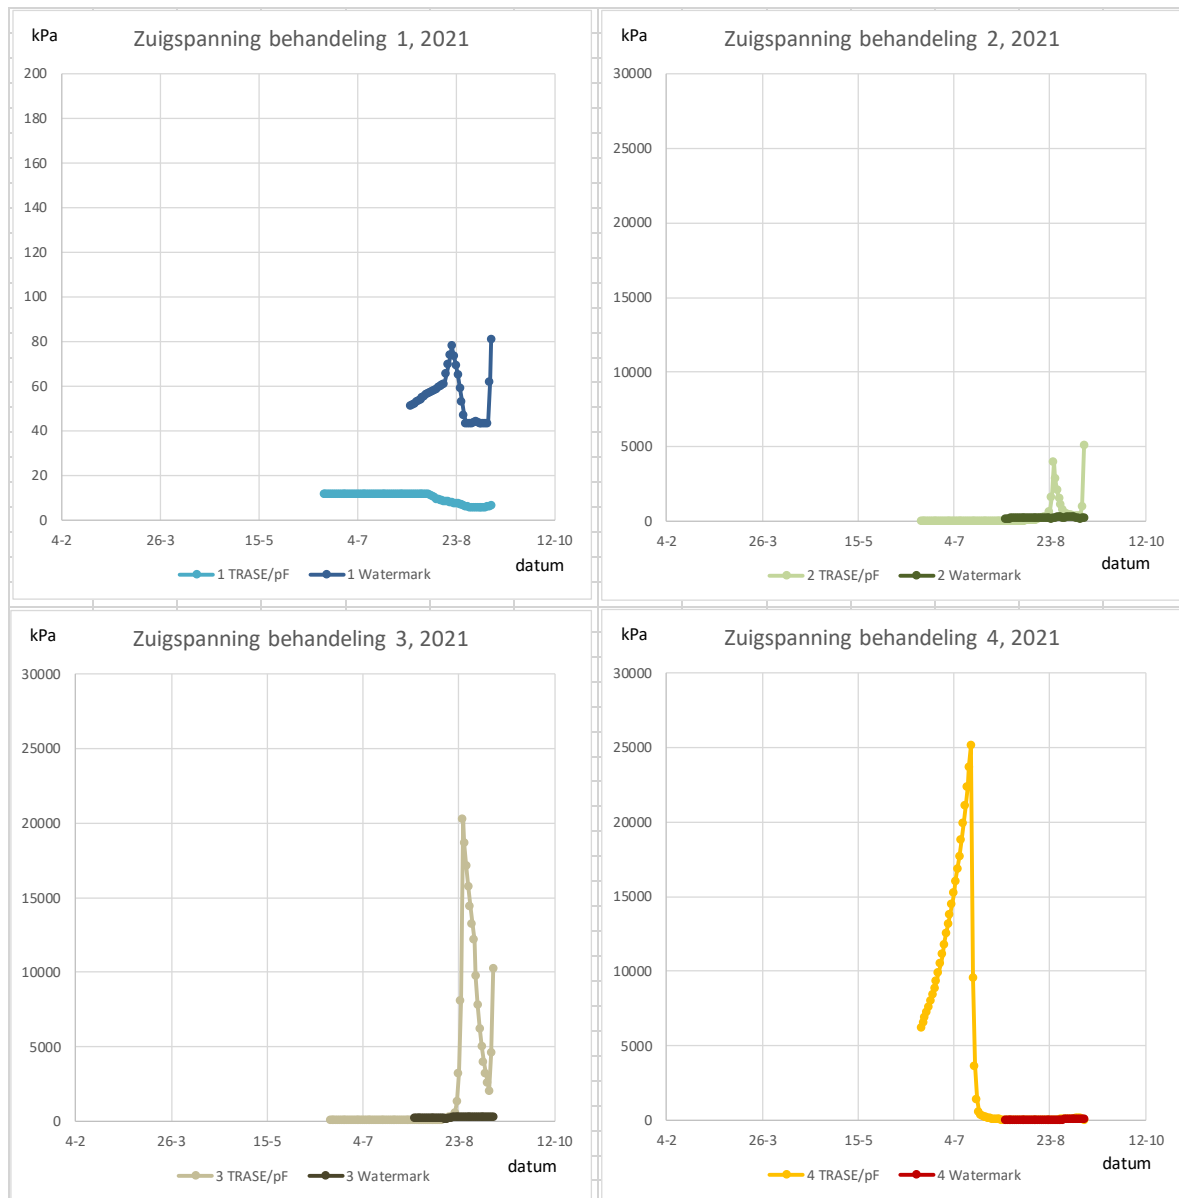 kPa
Zuigspanning behandeling 1, 2021
200
180
160
140
120
100
80
60
40
20
0
4-2 26-3 15-5 4-7 23-8 12-10
datum
1 TRASE/pF 1 Watermark
kPa
Zuigspanning behandeling 2, 2021
30000
25000
20000
15000
10000
5000
0
4-2 26-3 15-5 4-7 23-8 12-10
datum
2 TRASE/pF 2 Watermark
kPa
Zuigspanning behandeling 3, 2021
30000
25000
20000
15000
10000
5000
0
4-2 26-3 15-5 4-7 23-8 12-10
datum
3 TRASE/pF 3 Watermark
kPa
Zuigspanning behandeling 4, 2021
30000
25000
20000
15000
10000
5000
0
4-2 26-3 15-5 4-7 23-8 12-10
datum
4 TRASE/pF 4 Watermark